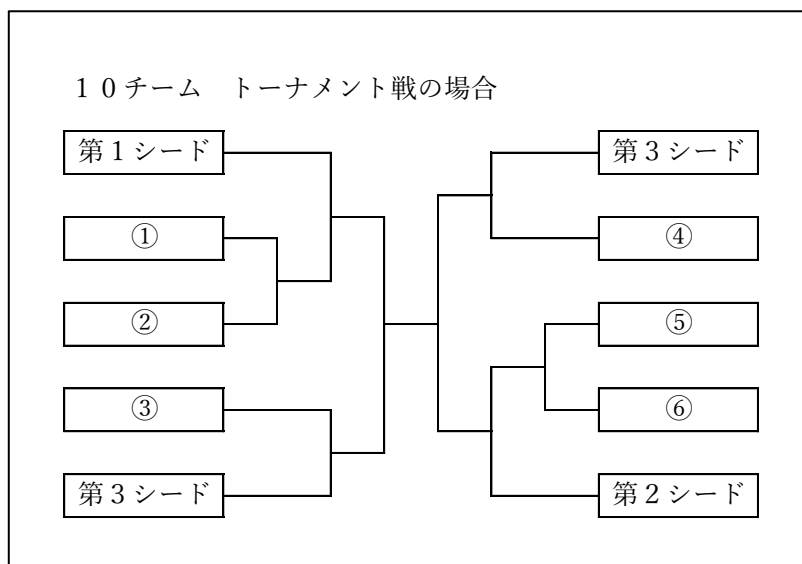 １０チーム　トーナメント戦の場合
第１シード
①
②
③
第３シード
第３シード
④
⑤
⑥
第２シード